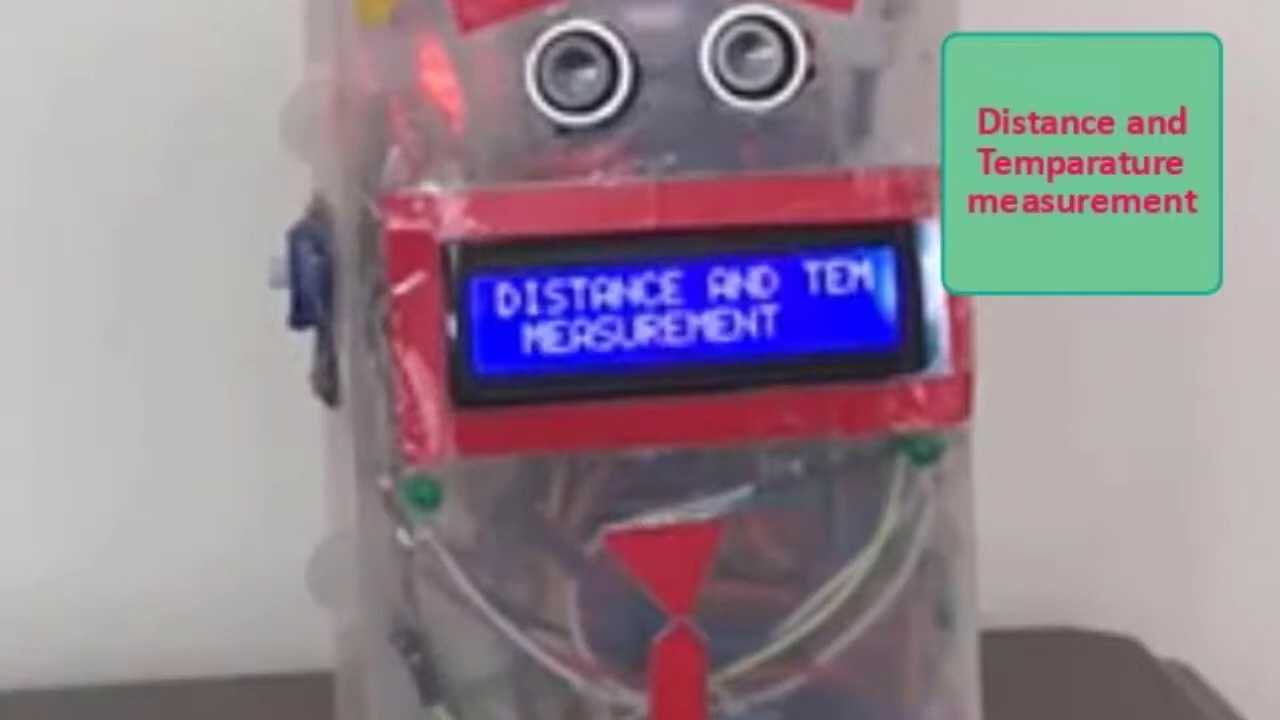 Distance and
Temparature
measurement
DISTANCE AND TEM
MEASUREMENT